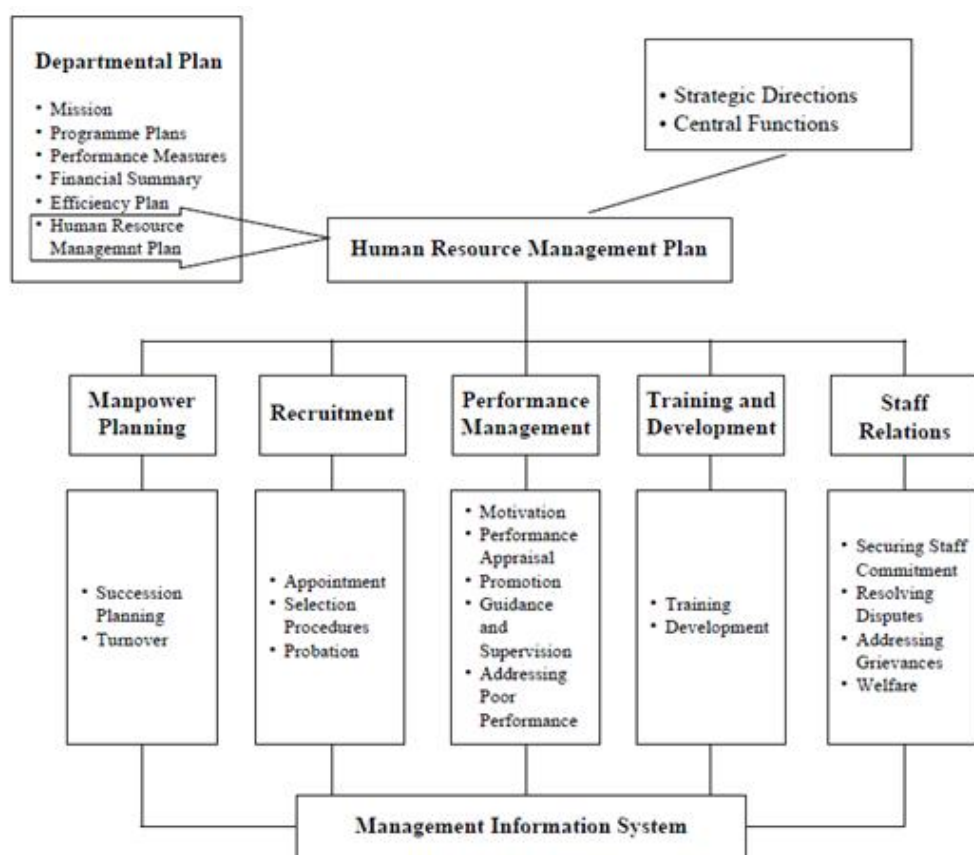 Departmental Plan
• Mission
• Programme Plans
• Performance Measures
• Financial Summary
• Efficiency Plan
• Human Resource
Managemnt Plan
• Strategic Directions
• Central Functions
Human Resource Management Plan
Manpower
Planning
Recruitment
Performance
Management
Training and
Development
Staff
Relations
• Succession
Planning
• Turnover
• Appointment
• Selection
Procedures
• Probation
• Motivation
• Performance
Appraisal
• Promotion
• Guidance
and
Supervision
• Addressing
Poor
Performance
• Training
• Development
• Securing Staff
Commitment
• Resolving
Disputes
• Addressing
Grievances
• Welfare
Management Information System